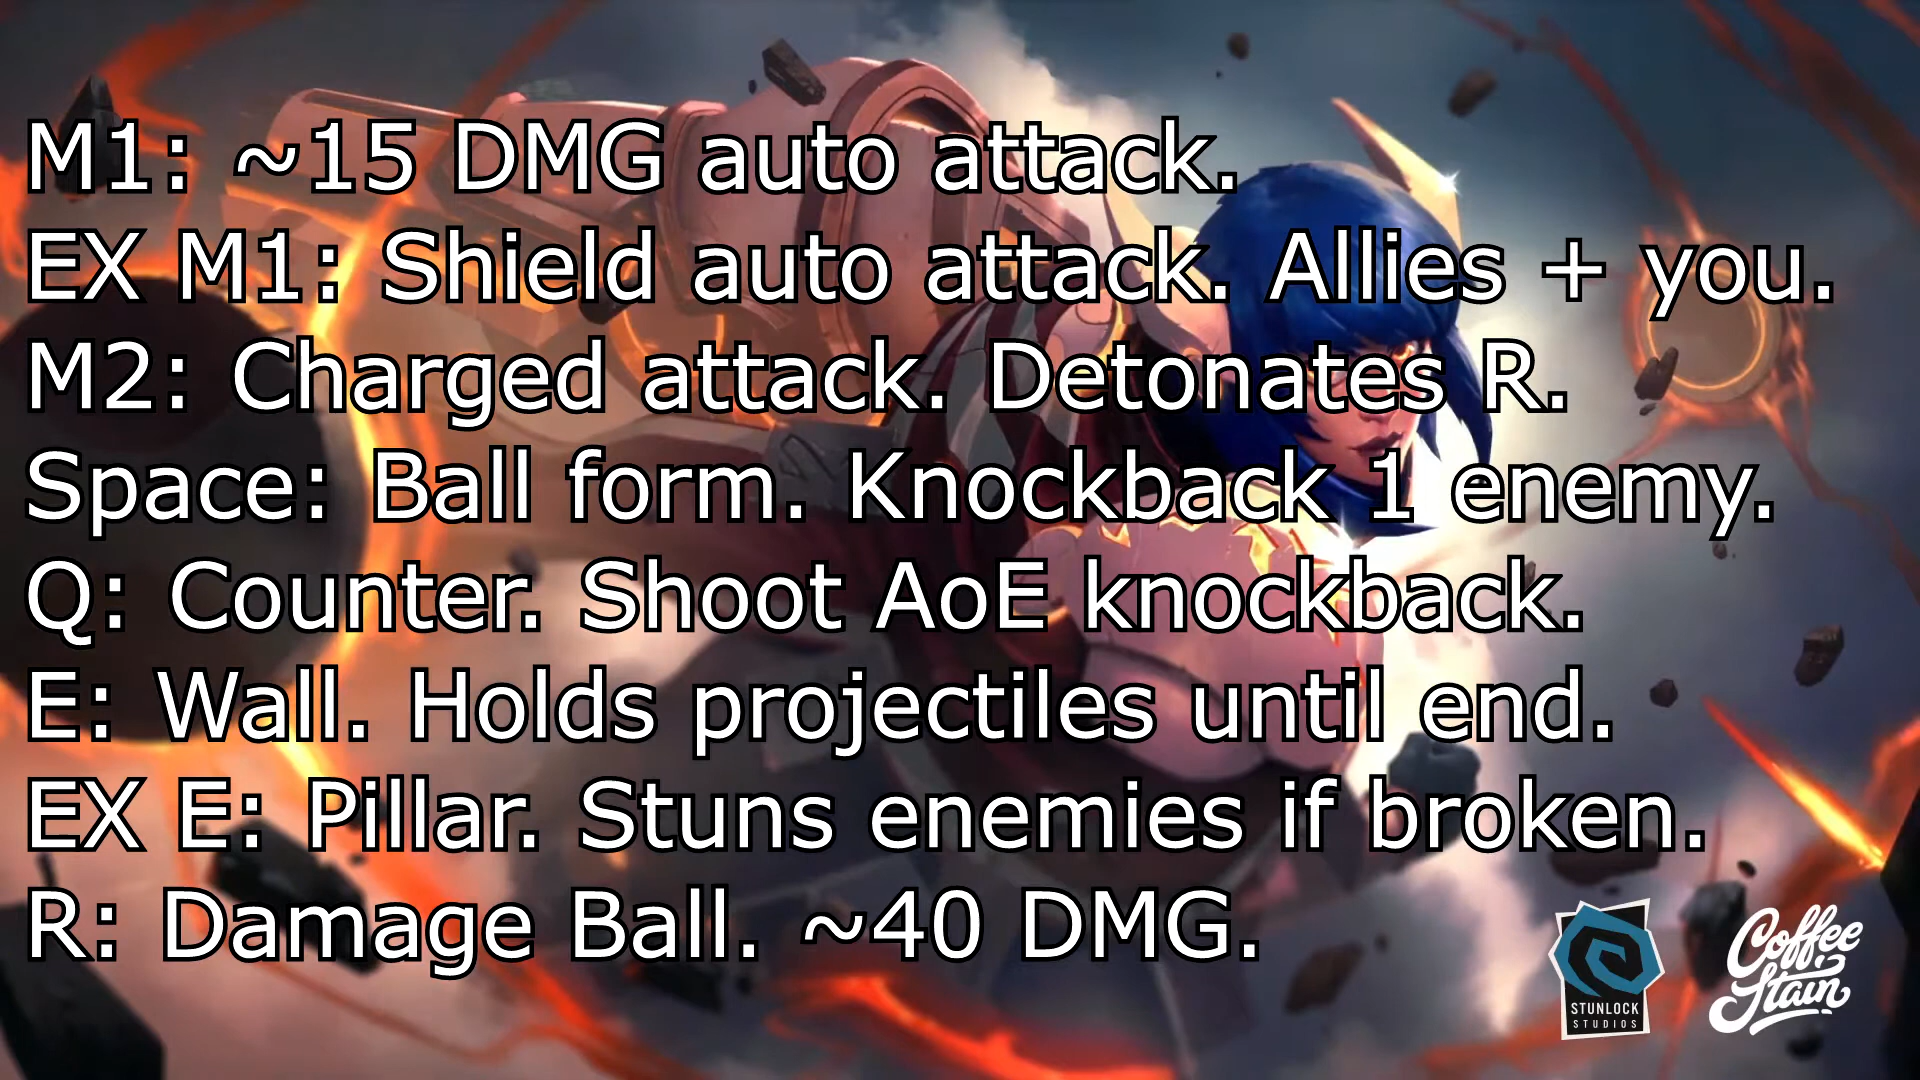 M1: ~15 DMG auto attack.
EX M1: Shield auto attack. Allies + you.
M2: Charged attack. Detonates R.
Space: Ball form. Knockback 1 enemy.
Q: Counter. Shoot AoE knockback.
E: Wall. Holds projectiles until end.
EX E: Pillar. Stuns enemies if broken.
R: Damage Ball. ~40 DMG.
STUNLOCK
STUDIOS
Coffee
Stain